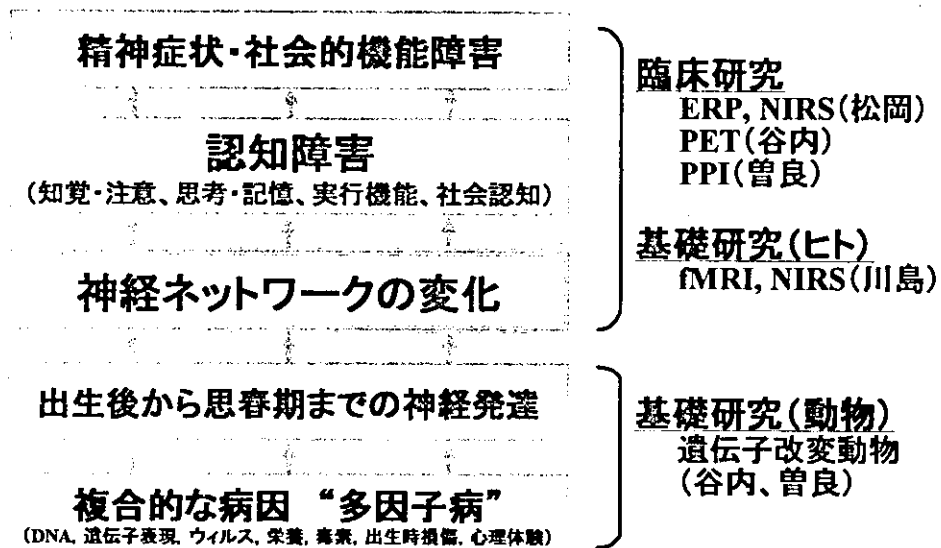 精神症状・社会的機能障害
認知障害
(知覚・注意、思考・記憶、実行機能、社会認知)
神経ネットワークの変化
出生後から思春期までの神経発達
複合的な病因 “多因子病”
(DNA, 遺伝子表現, ウィルス, 栄養, 毒素, 出生時損傷, 心理体験)
臨床研究
ERP, NIRS(松岡)
PET(谷内)
PPI(曽良)
基礎研究(ヒト)
fMRI, NIRS(川島)
基礎研究(動物)
遺伝子改変動物
(谷内、曽良)